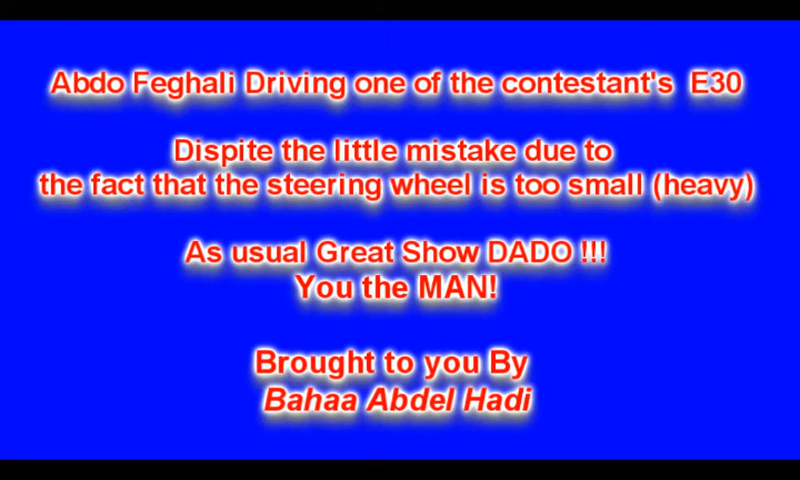 Abdo Feghali Driving one of the contestant's E30
Dispite the little mistake due to
the fact that the steering wheel is too small (heavy)
As usual Great Show DADO !!!
You the MAN!
Brought to you By
Bahaa Abdel Hadi